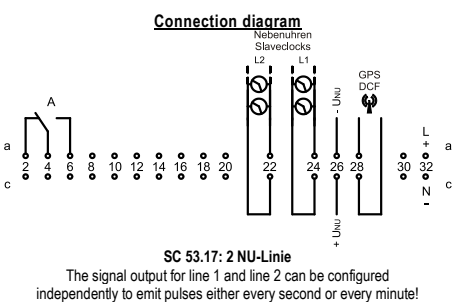 Connection diagram
Nebenuhren
Slaveclocks
L2 L1
GPS
DCF
A
- UNU
L
+
a a
2 4 6 8 10 12 14 16 18 20 22 24 26 28 30 32
c c
N
-
+ UNU
SC 53.17: 2 NU-Linie
The signal output for line 1 and line 2 can be configured
independently to emit pulses either every second or every minute!